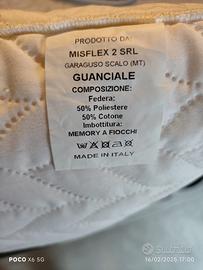 PRODOTTO DA:
MISFLEX 2 SRL
GARAGUSO SCALO (MT)
GUANCIALE
COMPOSIZIONE:
Federa:
50% Poliestere
50% Cotone
Imbottitura:
MEMORY A FIOCCHI
MADE IN ITALY
POCO X6 5G
16/02/2025 17:00